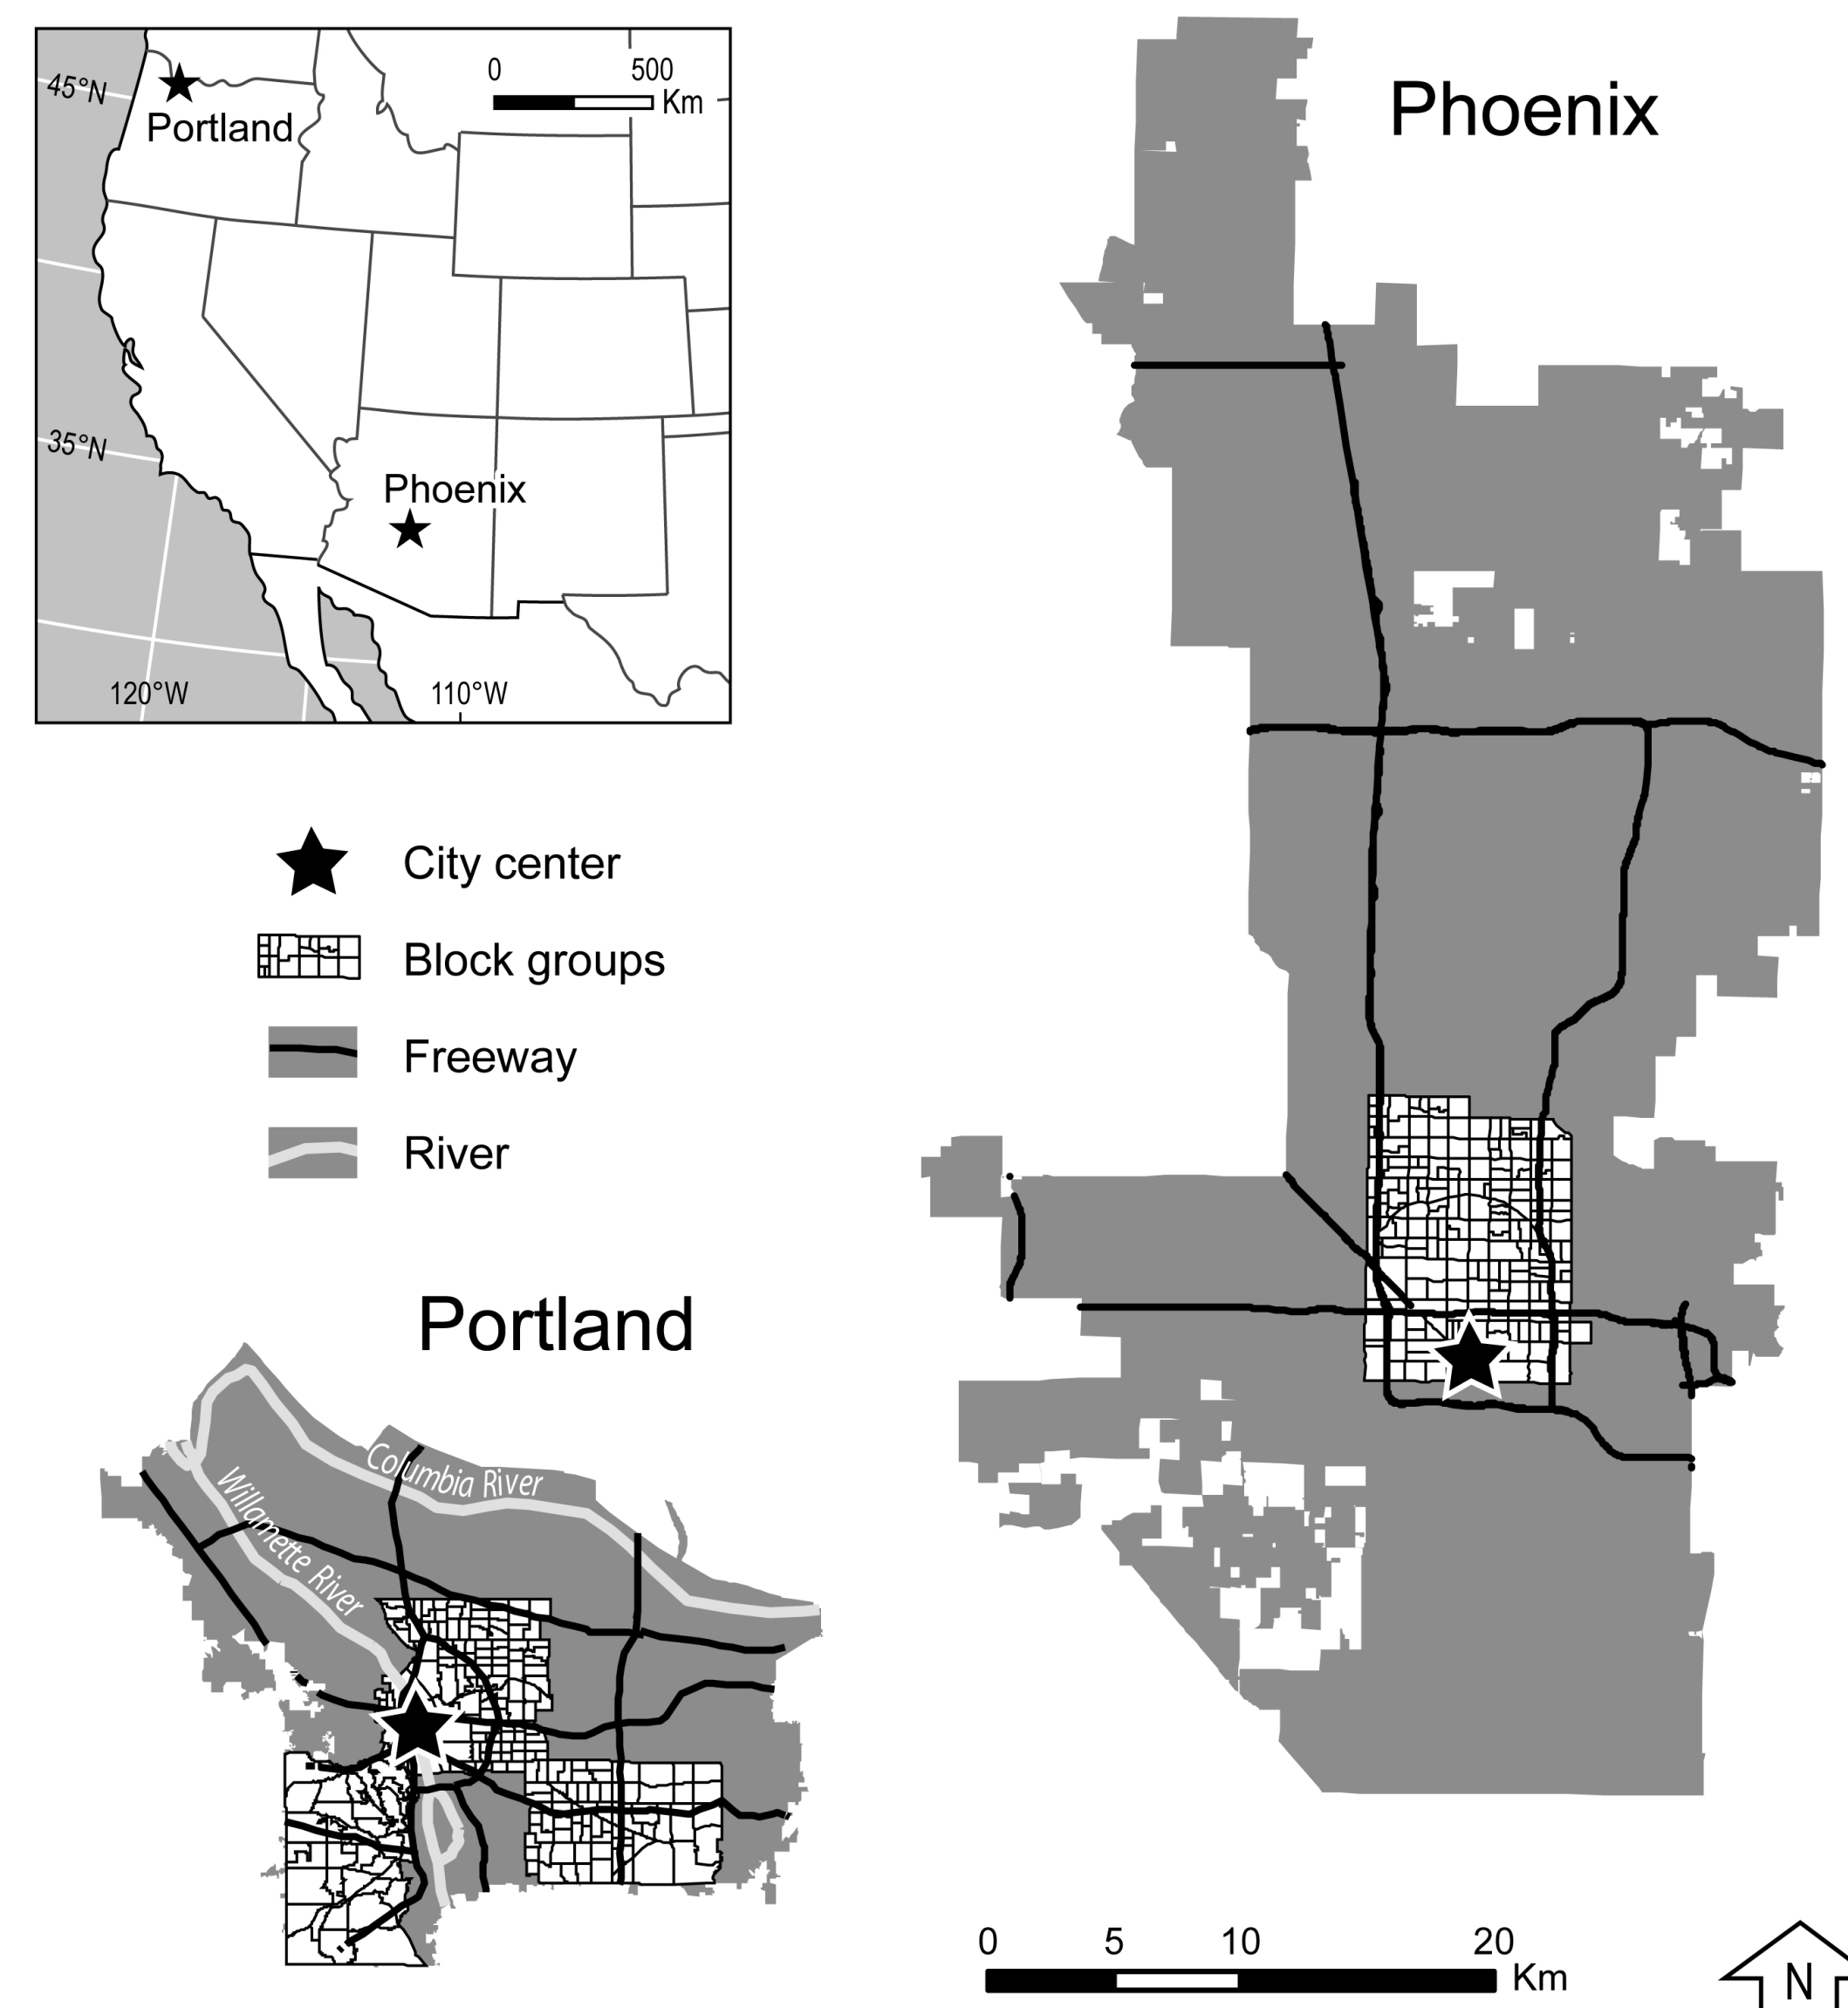 0 500
Km
45°N
Portland
35°N
Phoenix
120°W 110°W
Phoenix
City center
Block groups
Freeway
River
Portland
Columbia River
Willamette River
0 5 10 20
Km
N